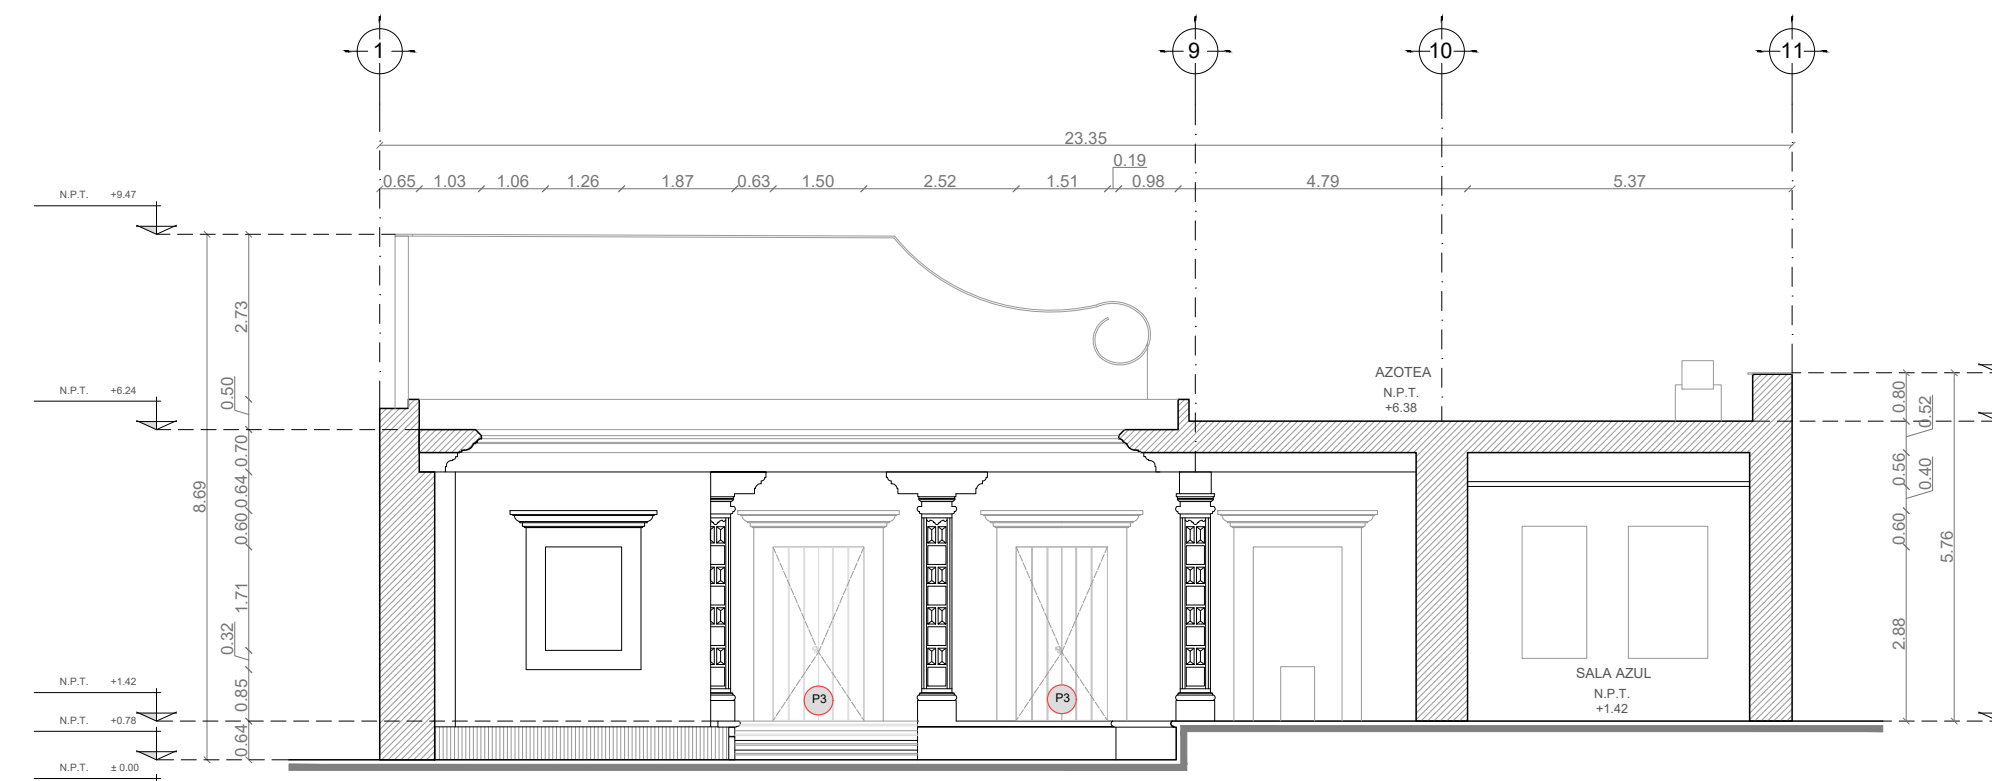 1
9
10
11
23.35
0.19
0.65 1.03 1.06 1.26 1.87 0.63 1.50 2.52 1.51 0.98 4.79 5.37
N.P.T. +9.47
N.P.T. +6.24
N.P.T. +1.42
N.P.T. +0.78
N.P.T. ± 0.00
8.69
2.73
0.50
0.70
0.64
0.60
1.71
0.32
0.85
0.64
AZOTEA
N.P.T.
+6.38
P3
P3
SALA AZUL
N.P.T.
+1.42
0.80
0.52
0.56
0.40
0.60
2.88
5.76